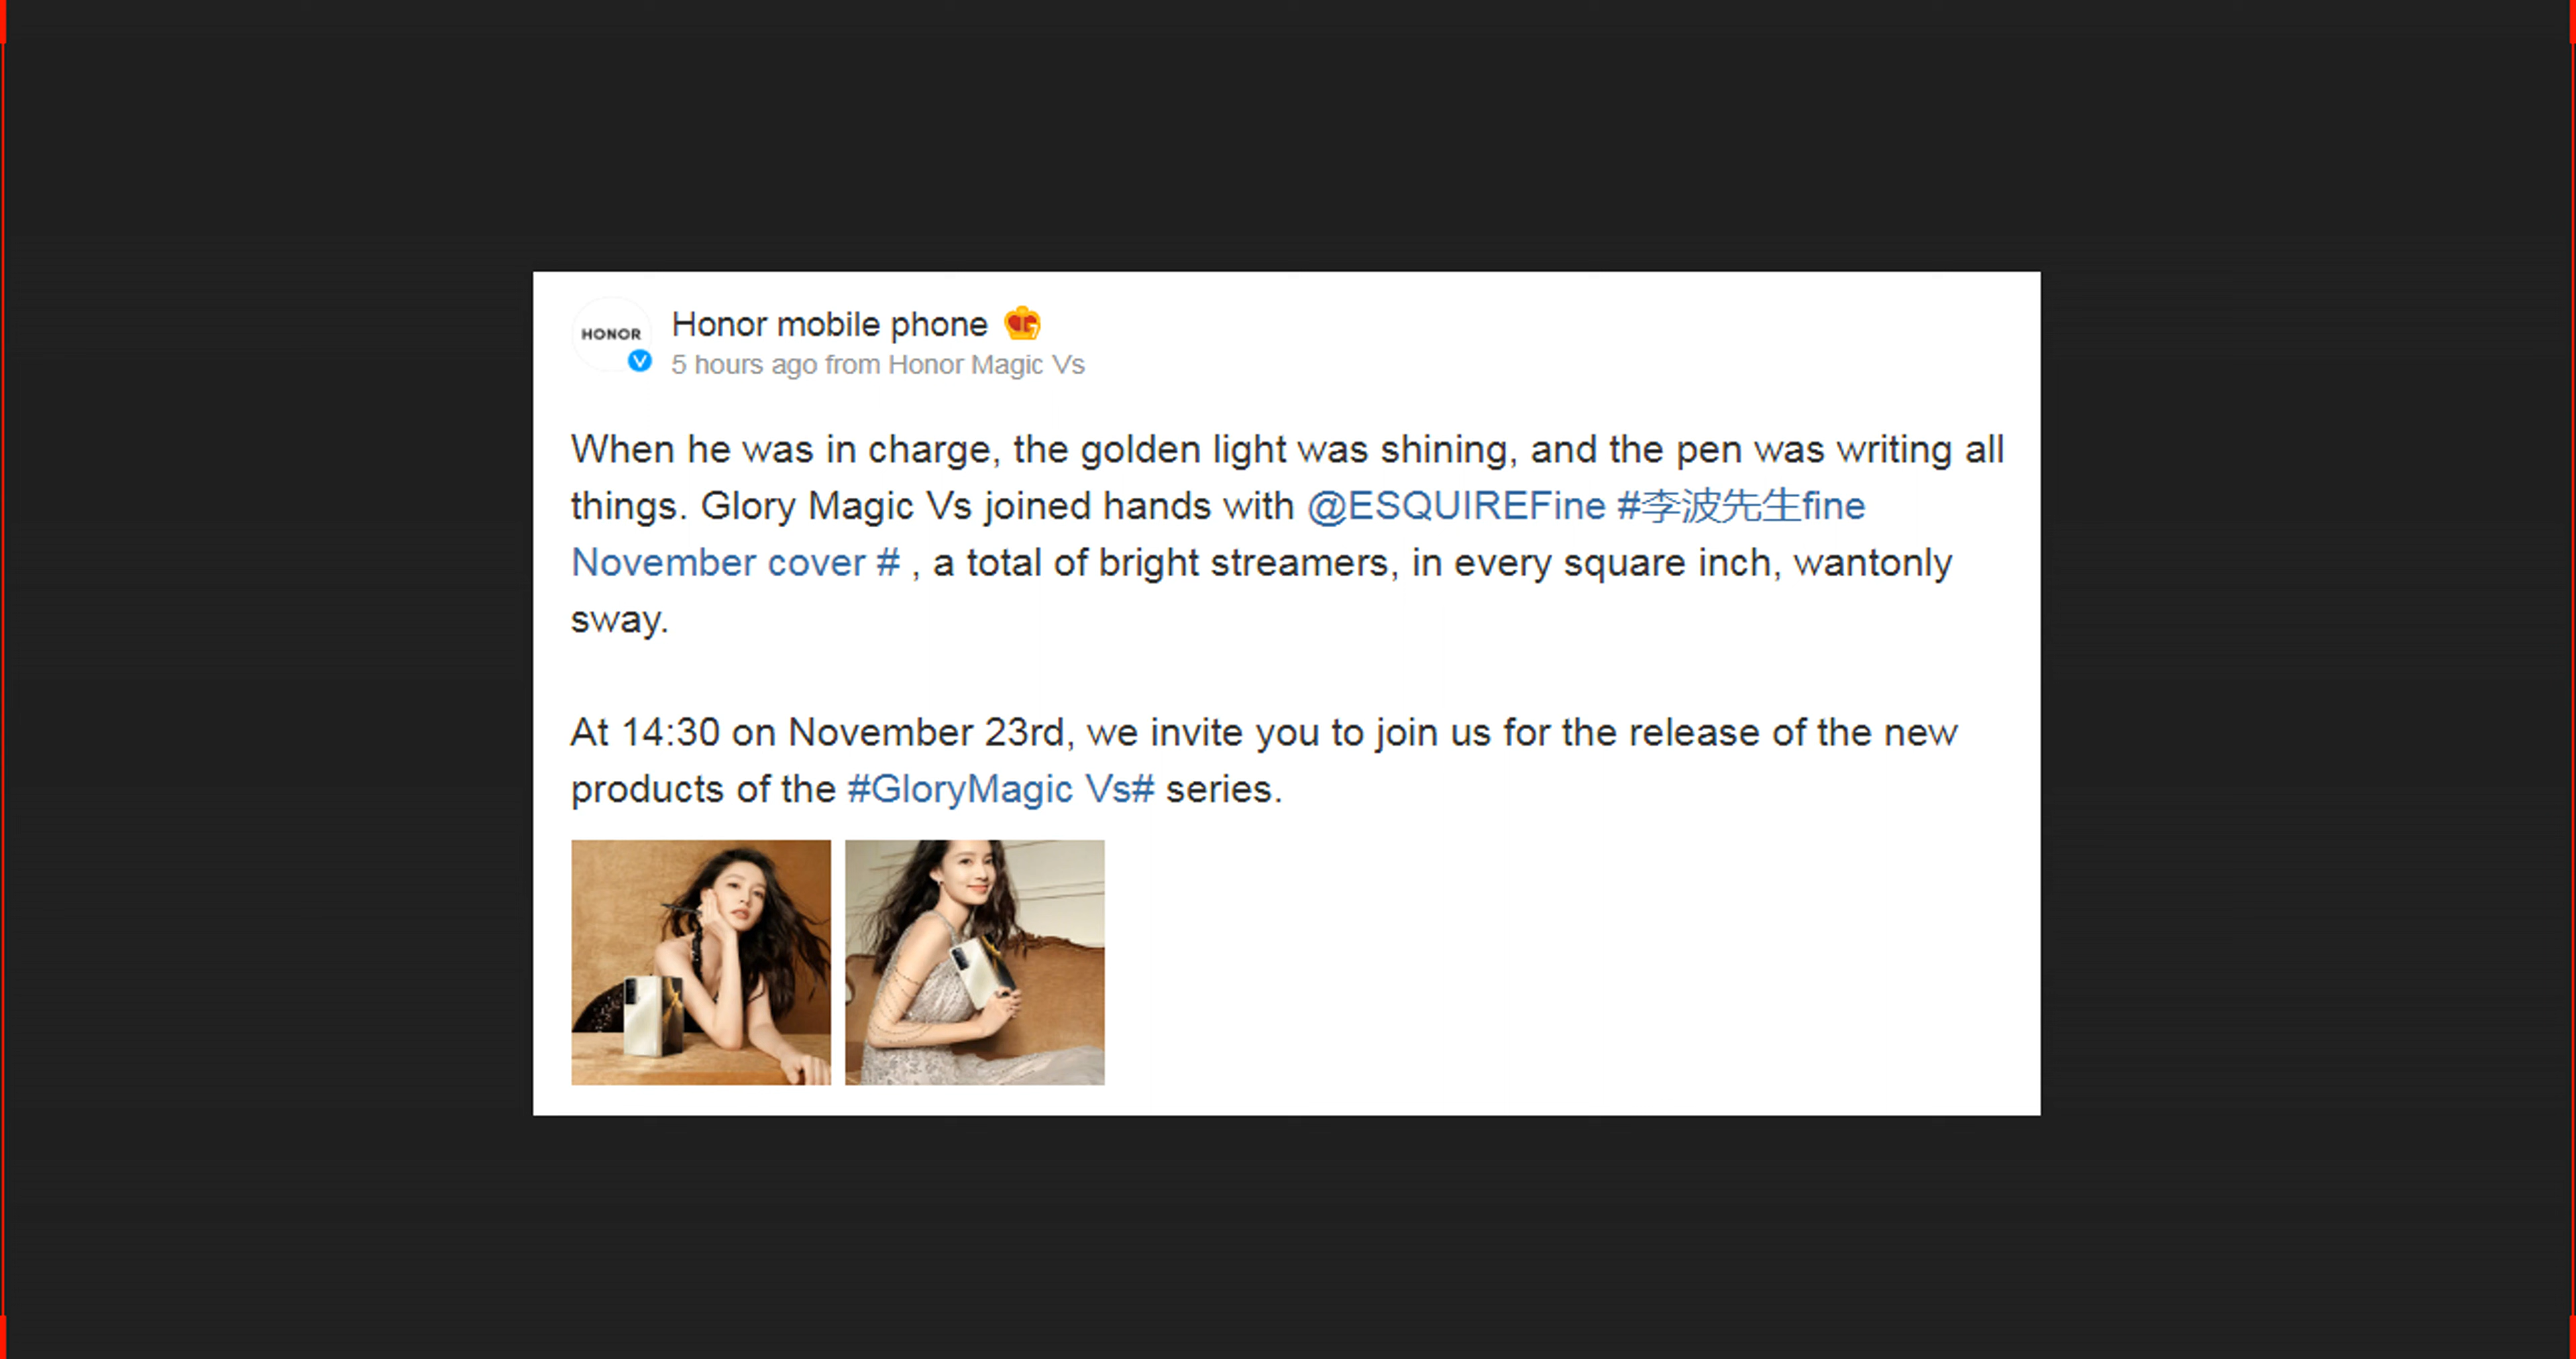 HONOR
Honor mobile phone
5 hours ago from Honor Magic Vs
When he was in charge, the golden light was shining, and the pen was writing all
things. Glory Magic Vs joined hands with @ESQUIREFine #李波先生fine
November cover # , a total of bright streamers, in every square inch, wantonly
sway.
At 14:30 on November 23rd, we invite you to join us for the release of the new
products of the #GloryMagic Vs# series.